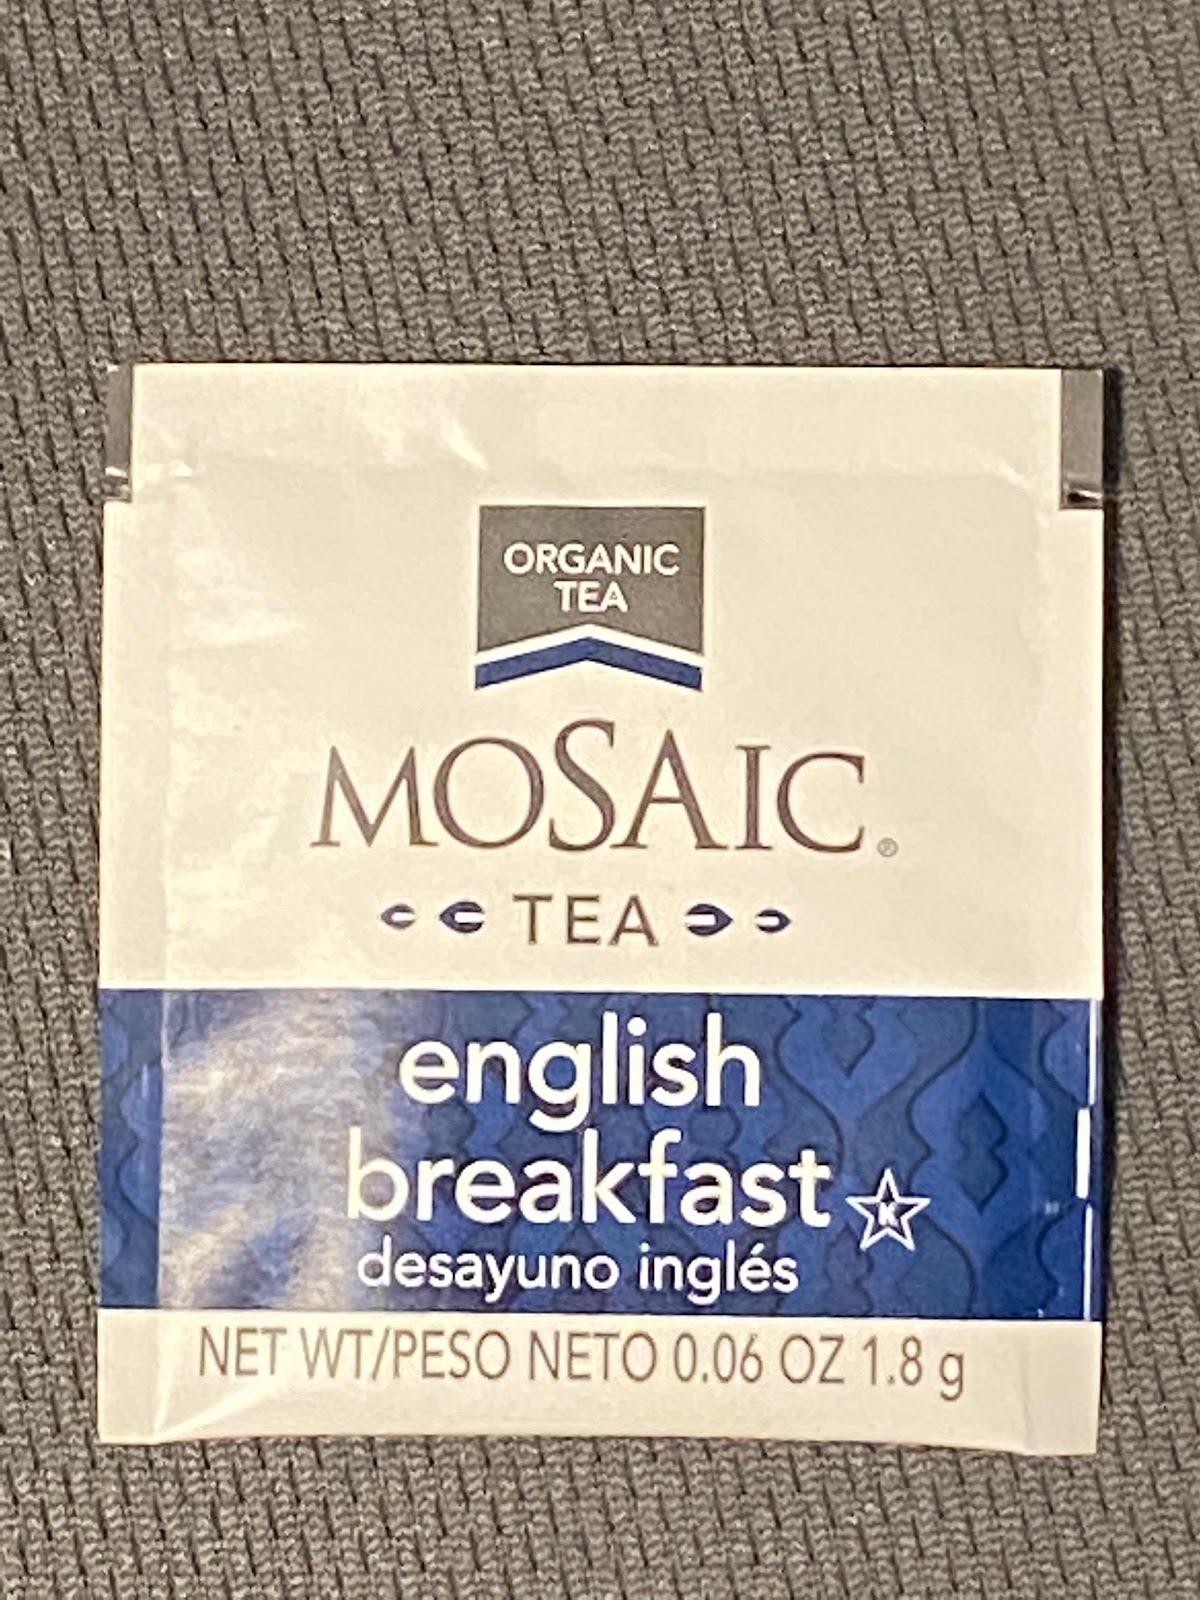 ORGANIC
TEA
MOSAIC®
TEA
english
breakfast K
desayuno inglés
NET WT/PESO NETO 0.06 OZ 1.8 g